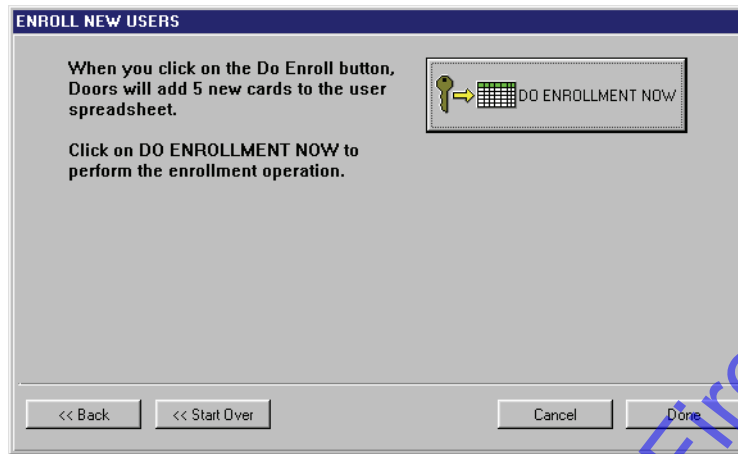 ENROLL NEW USERS
When you click on the Do Enroll button,
Doors will add 5 new cards to the user
spreadsheet.
DO ENROLLMENT NOW
Click on DO ENROLLMENT NOW to
perform the enrollment operation.
<< Back
<< Start Over
Cancel
Done
Fire